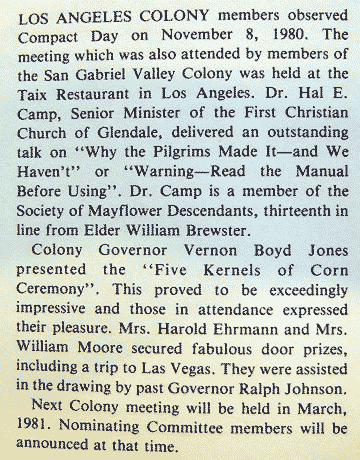 LOS ANGELES COLONY members observed
Compact Day on November 8, 1980. The
meeting which was also attended by members of
the San Gabriel Valley Colony was held at the
Taix Restaurant in Los Angeles. Dr. Hal E.
Camp, Senior Minister of the First Christian
Church of Glendale, delivered an outstanding
talk on "Why the Pilgrims Made It—and We
Haven't" or "Warning—Read the Manual
Before Using". Dr. Camp is a member of the
Society of Mayflower Descendants, thirteenth in
line from Elder William Brewster.
Colony Governor Vernon Boyd Jones
presented the "Five Kernels of Corn
Ceremony". This proved to be exceedingly
impressive and those in attendance expressed
their pleasure. Mrs. Harold Ehrmann and Mrs.
William Moore secured fabulous door prizes,
including a trip to Las Vegas. They were assisted
in the drawing by past Governor Ralph Johnson.
Next Colony meeting will be held in March,
1981. Nominating Committee members will be
announced at that time.